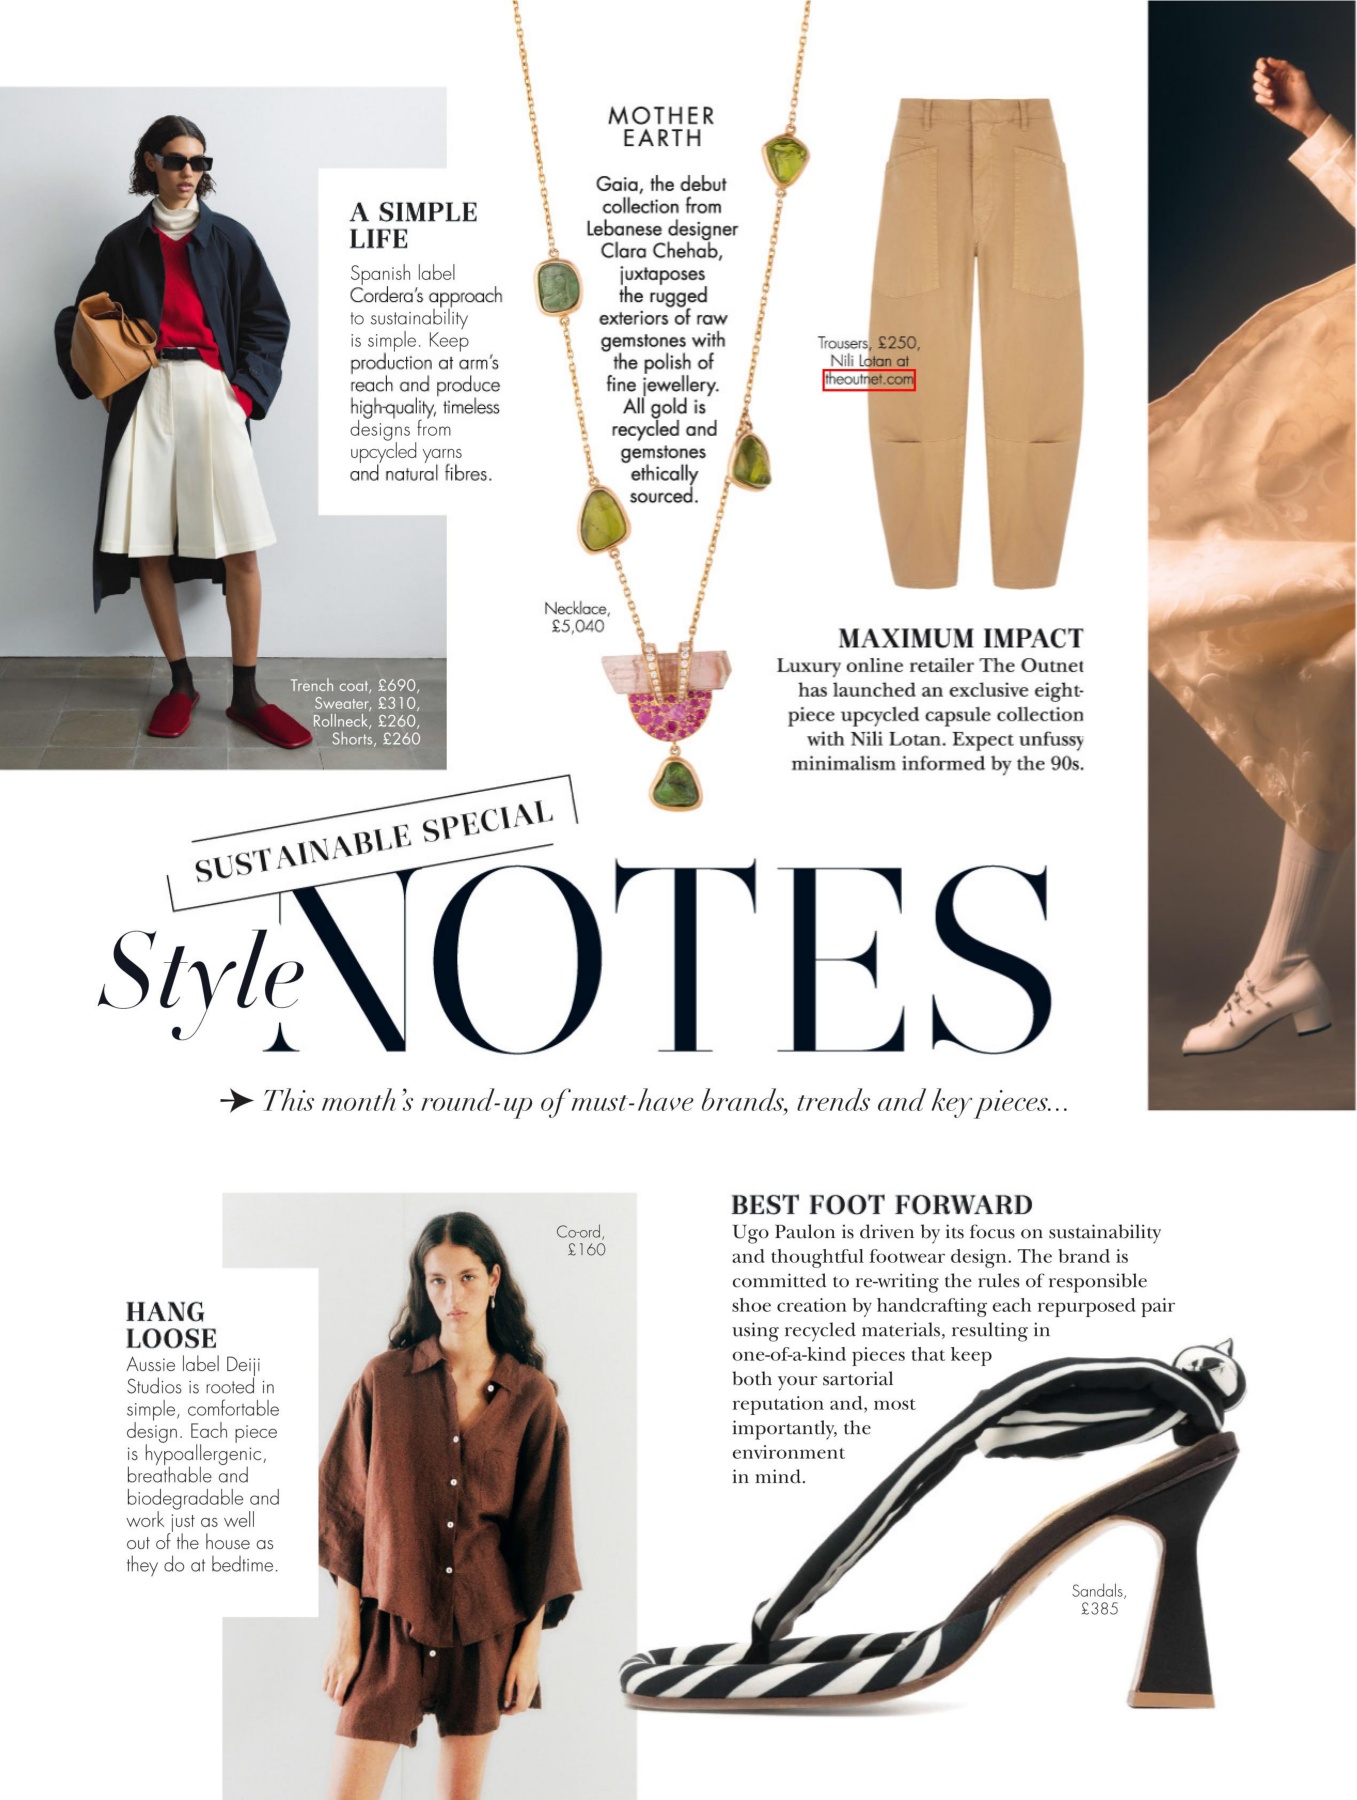 MOTHER
EARTH
Gaia, the debut
collection from
Lebanese designer
Clara Chehab,
juxtaposes
the rugged
exteriors of raw
gemstones with
the polish of
fine jewellery.
All gold is
recycled and
gemstones
ethically
sourced.
A SIMPLE
LIFE
Spanish label
Cordera’s approach
to sustainability
is simple. Keep
production at arm’s
reach and produce
high-quality, timeless
designs from
upcycled yarns
and natural fibres.
Trousers, £250,
Nili Lotan at
theoutnet.com
Necklace,
£5,040
MAXIMUM IMPACT
Luxury online retailer The Outnet
has launched an exclusive eight-
piece upcycled capsule collection
with Nili Lotan. Expect unfussy
minimalism informed by the 90s.
Trench coat, £690,
Sweater, £310,
Rollneck, £260,
Shorts, £260
SUSTAINABLE SPECIAL
Style NOTES
This month’s round-up of must-have brands, trends and key pieces...
Co-ord,
£160
HANG
LOOSE
Aussie label Deiji
Studios is rooted in
simple, comfortable
design. Each piece
is hypoallergenic,
breathable and
biodegradable and
work just as well
out of the house as
they do at bedtime.
BEST FOOT FORWARD
Ugo Paulon is driven by its focus on sustainability
and thoughtful footwear design. The brand is
committed to re-writing the rules of responsible
shoe creation by handcrafting each repurposed pair
using recycled materials, resulting in
one-of-a-kind pieces that keep
both your sartorial
reputation and, most
importantly, the
environment
in mind.
Sandals,
£385